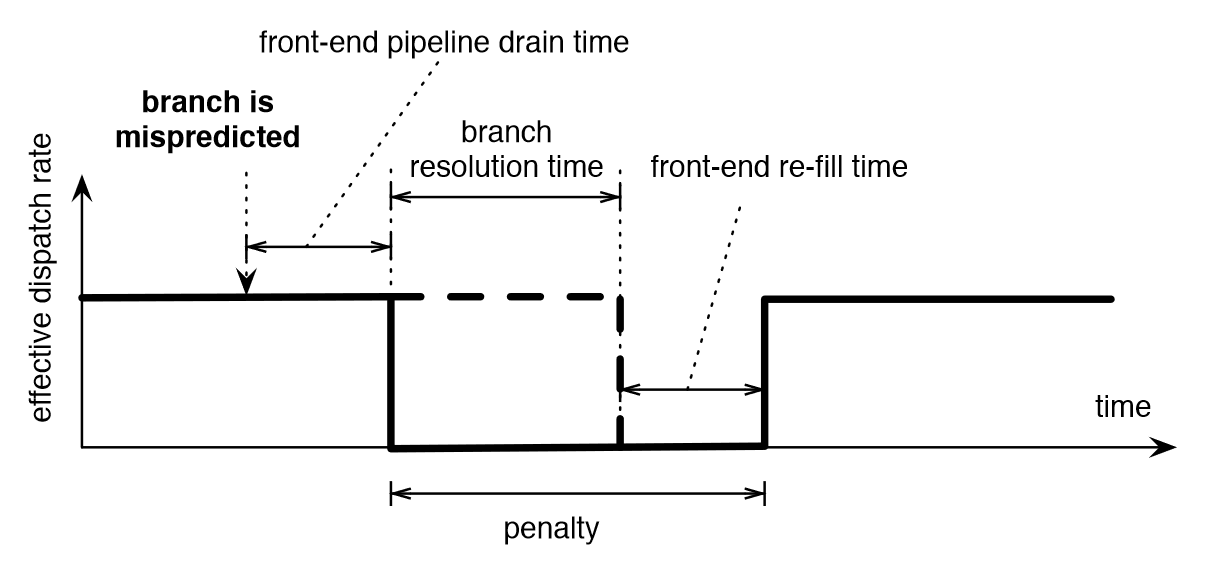 front-end pipeline drain time
branch is
mispredicted
branch
resolution time
front-end re-fill time
effective dispatch rate
time
penalty